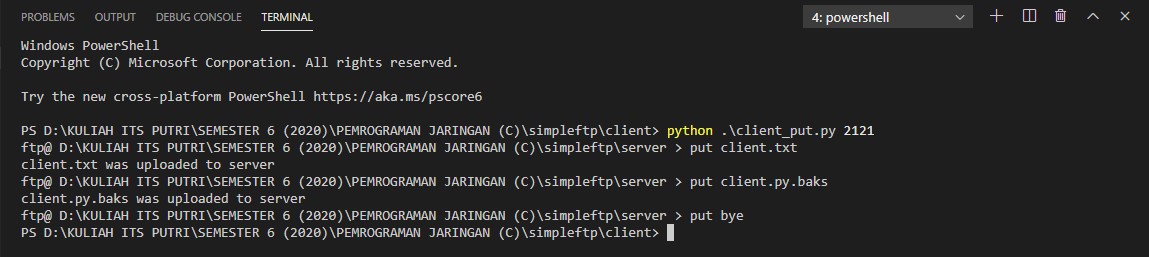 PROBLEMS OUTPUT DEBUG CONSOLE TERMINAL 4: powershell
Windows PowerShell
Copyright (C) Microsoft Corporation. All rights reserved.
Try the new cross-platform PowerShell https://aka.ms/pscore6
PS D:\KULIAH ITS PUTRI\SEMESTER 6 (2020)\PEMROGRAMAN JARINGAN (C)\simpleftp\client> python .\client_put.py 2121
ftp@ D:\KULIAH ITS PUTRI\SEMESTER 6 (2020)\PEMROGRAMAN JARINGAN (C)\simpleftp\server > put client.txt
client.txt was uploaded to server
ftp@ D:\KULIAH ITS PUTRI\SEMESTER 6 (2020)\PEMROGRAMAN JARINGAN (C)\simpleftp\server > put client.py.baks
client.py.baks was uploaded to server
ftp@ D:\KULIAH ITS PUTRI\SEMESTER 6 (2020)\PEMROGRAMAN JARINGAN (C)\simpleftp\server > put bye
PS D:\KULIAH ITS PUTRI\SEMESTER 6 (2020)\PEMROGRAMAN JARINGAN (C)\simpleftp\client>